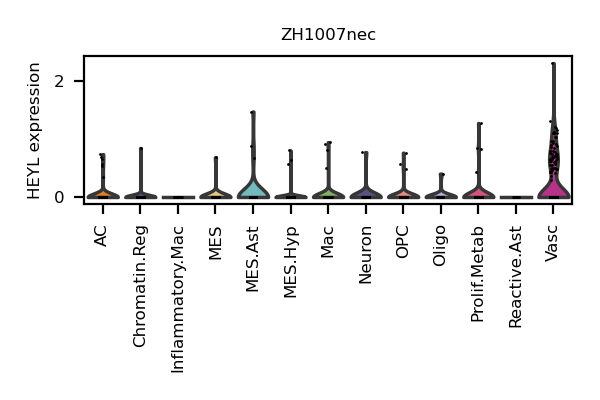 ZH1007nec
HEYL expression
2
0
AC
Chromatin.Reg
Inflammatory.Mac
MES
MES.Ast
MES.Hyp
Mac
Neuron
OPC
Oligo
Prolif.Metab
Reactive.Ast
Vasc